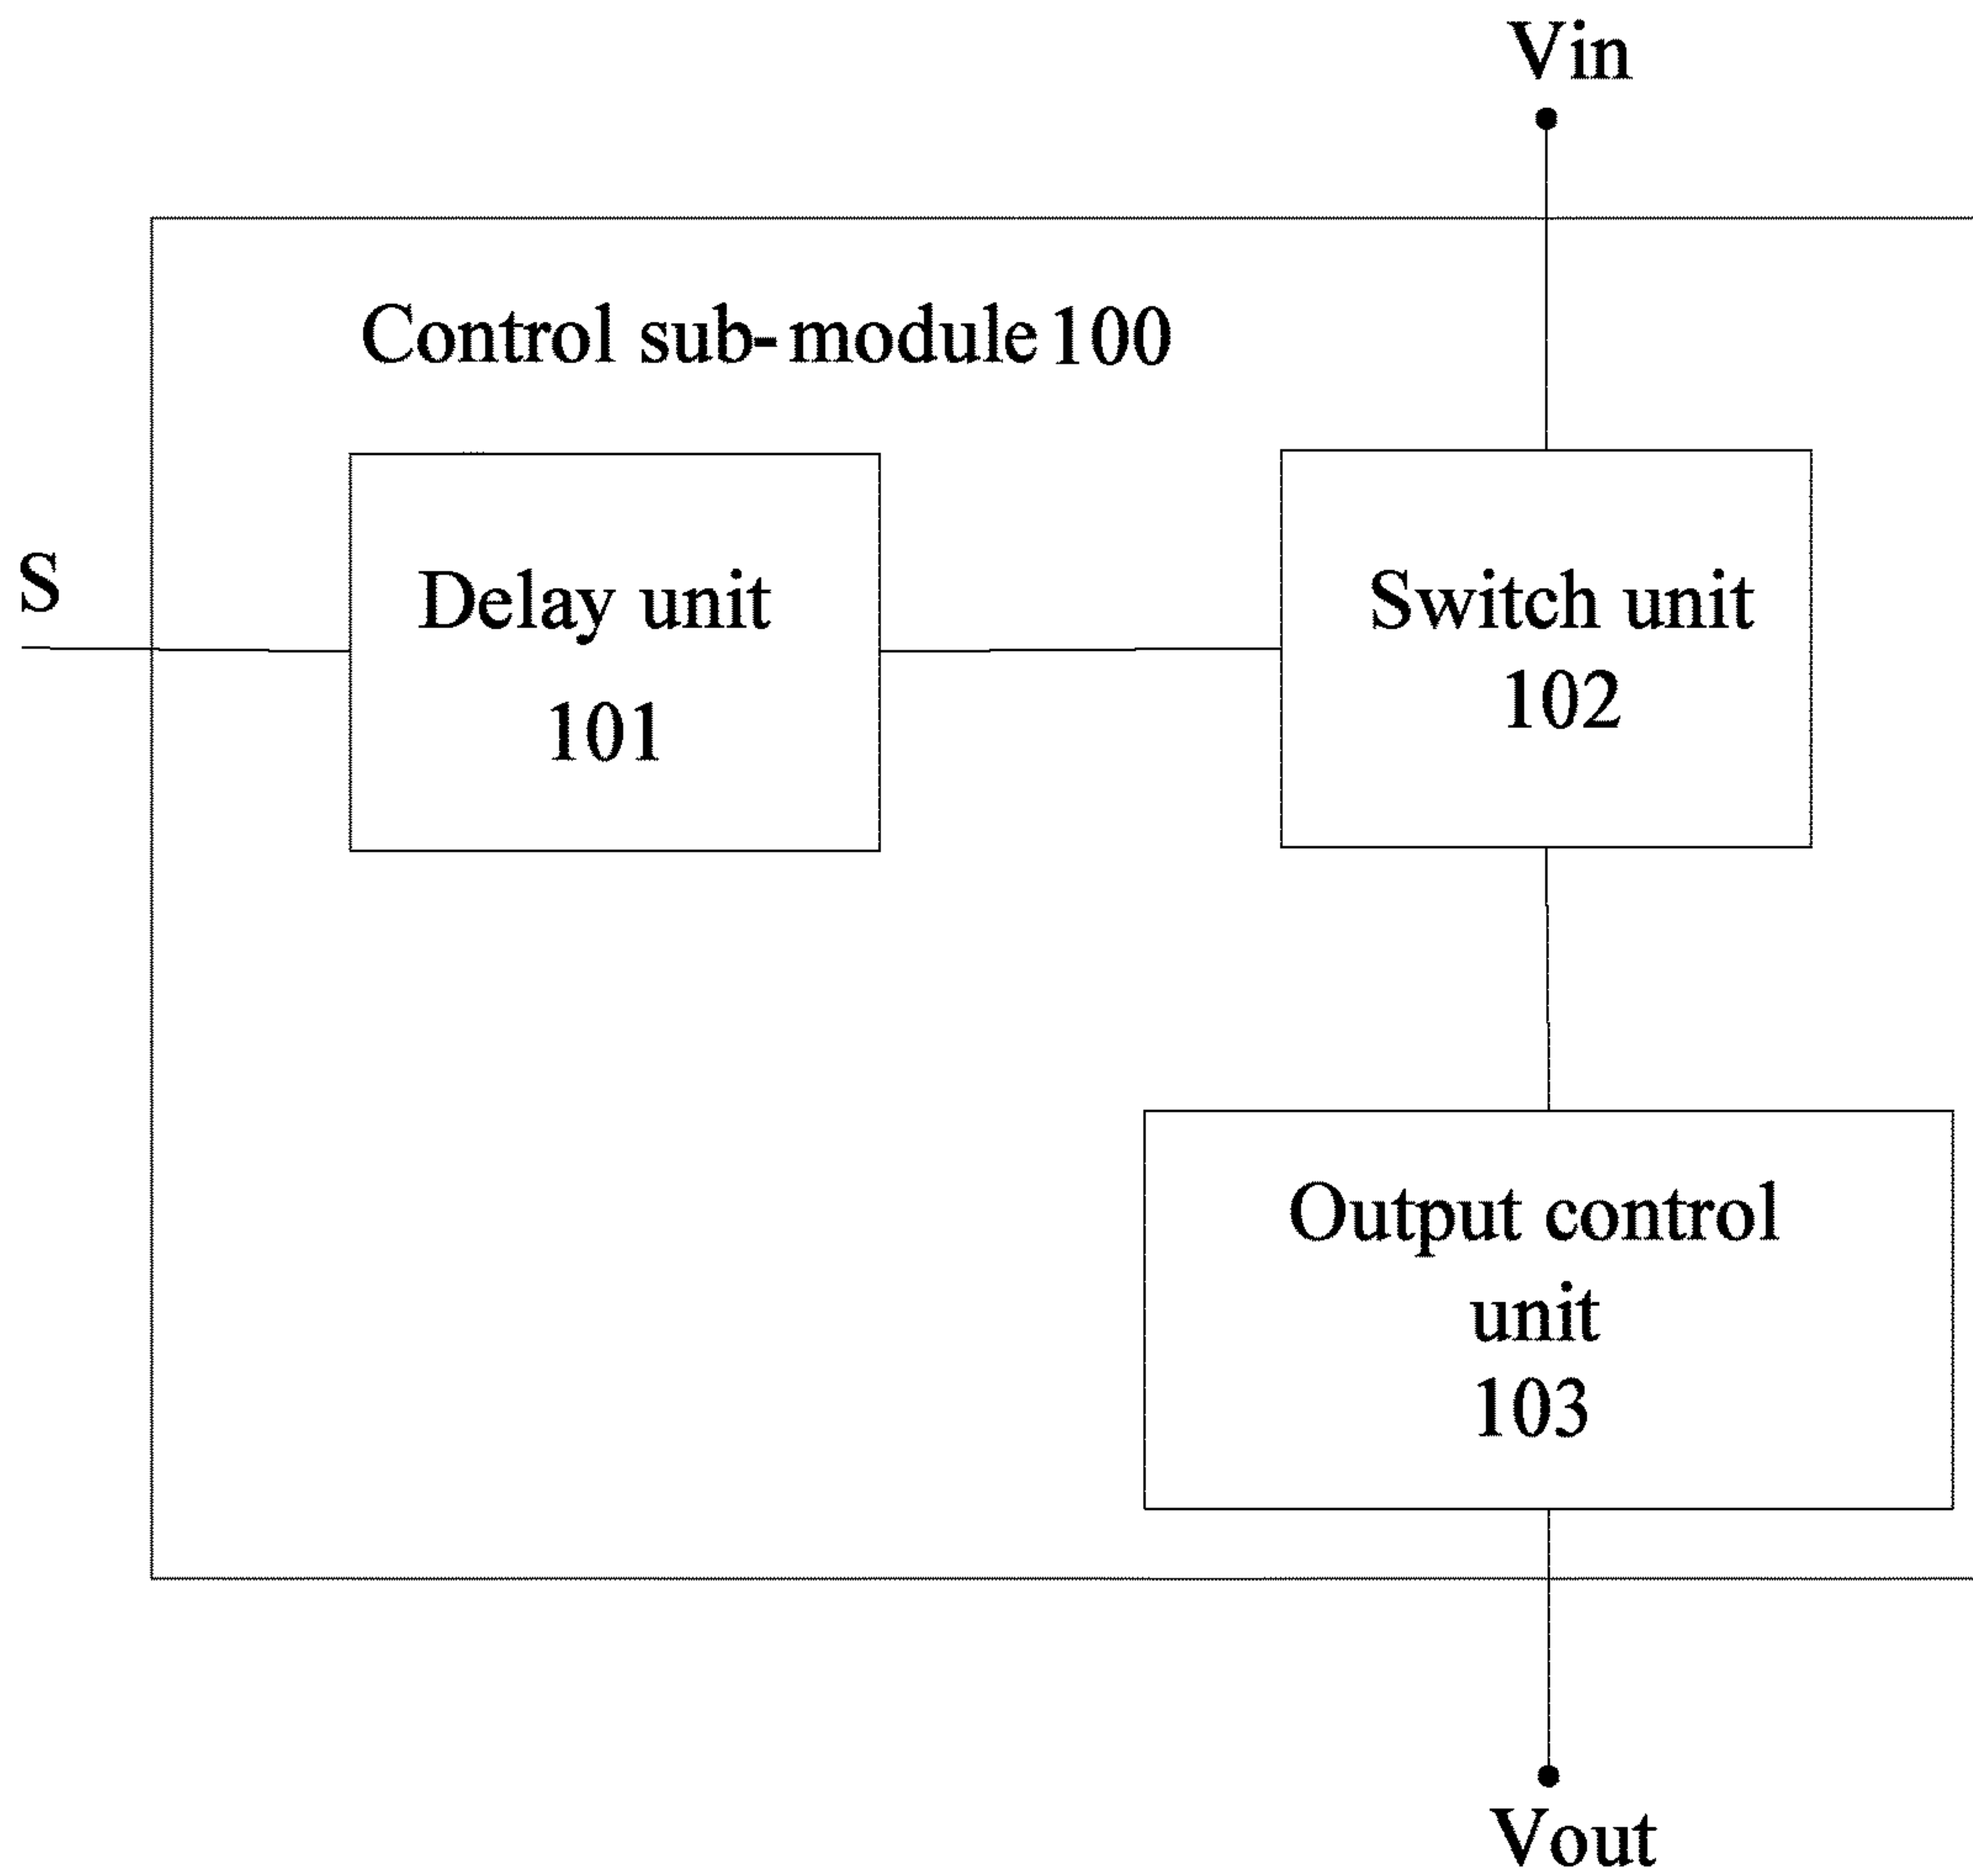 Vin
Control sub-module 100
S
Delay unit
101
Switch unit
102
Output control
unit
103
Vout